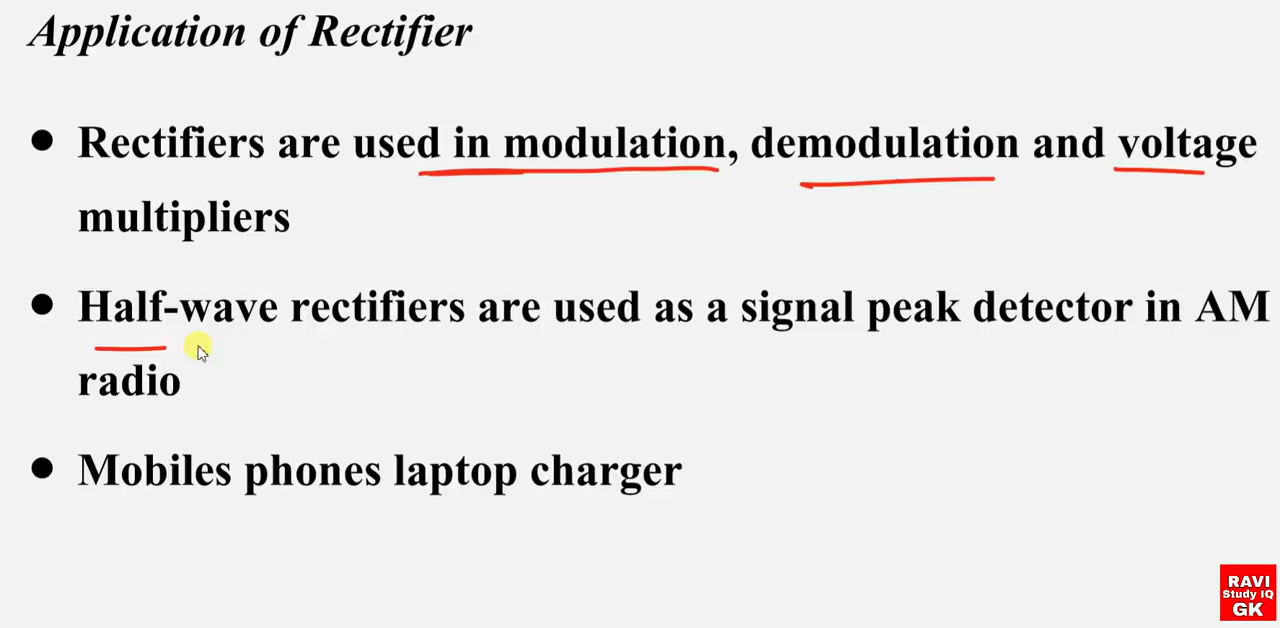 Application of Rectifier
Rectifiers are used in modulation, demodulation and voltage
multipliers
Half-wave rectifiers are used as a signal peak detector in AM
radio
Mobiles phones laptop charger
RAVI
Study IQ
GK